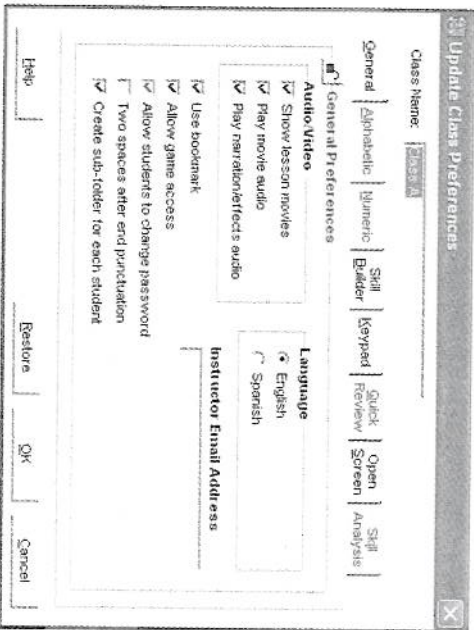 Update Class Preferences
Class Name: Class A
General Alphabetic Numeric Skill Builder Keypad Quick Review Open Screen Skill Analysis
General Preferences
Audio/Video
Show lesson movies
Play movie audio
Play narration/effects audio
Language
English
Spanish
Use bookmark
Allow game access
Allow students to change password
Two spaces after end punctuation
Create sub-folder for each student
Instructor Email Address
Help Restore OK Cancel